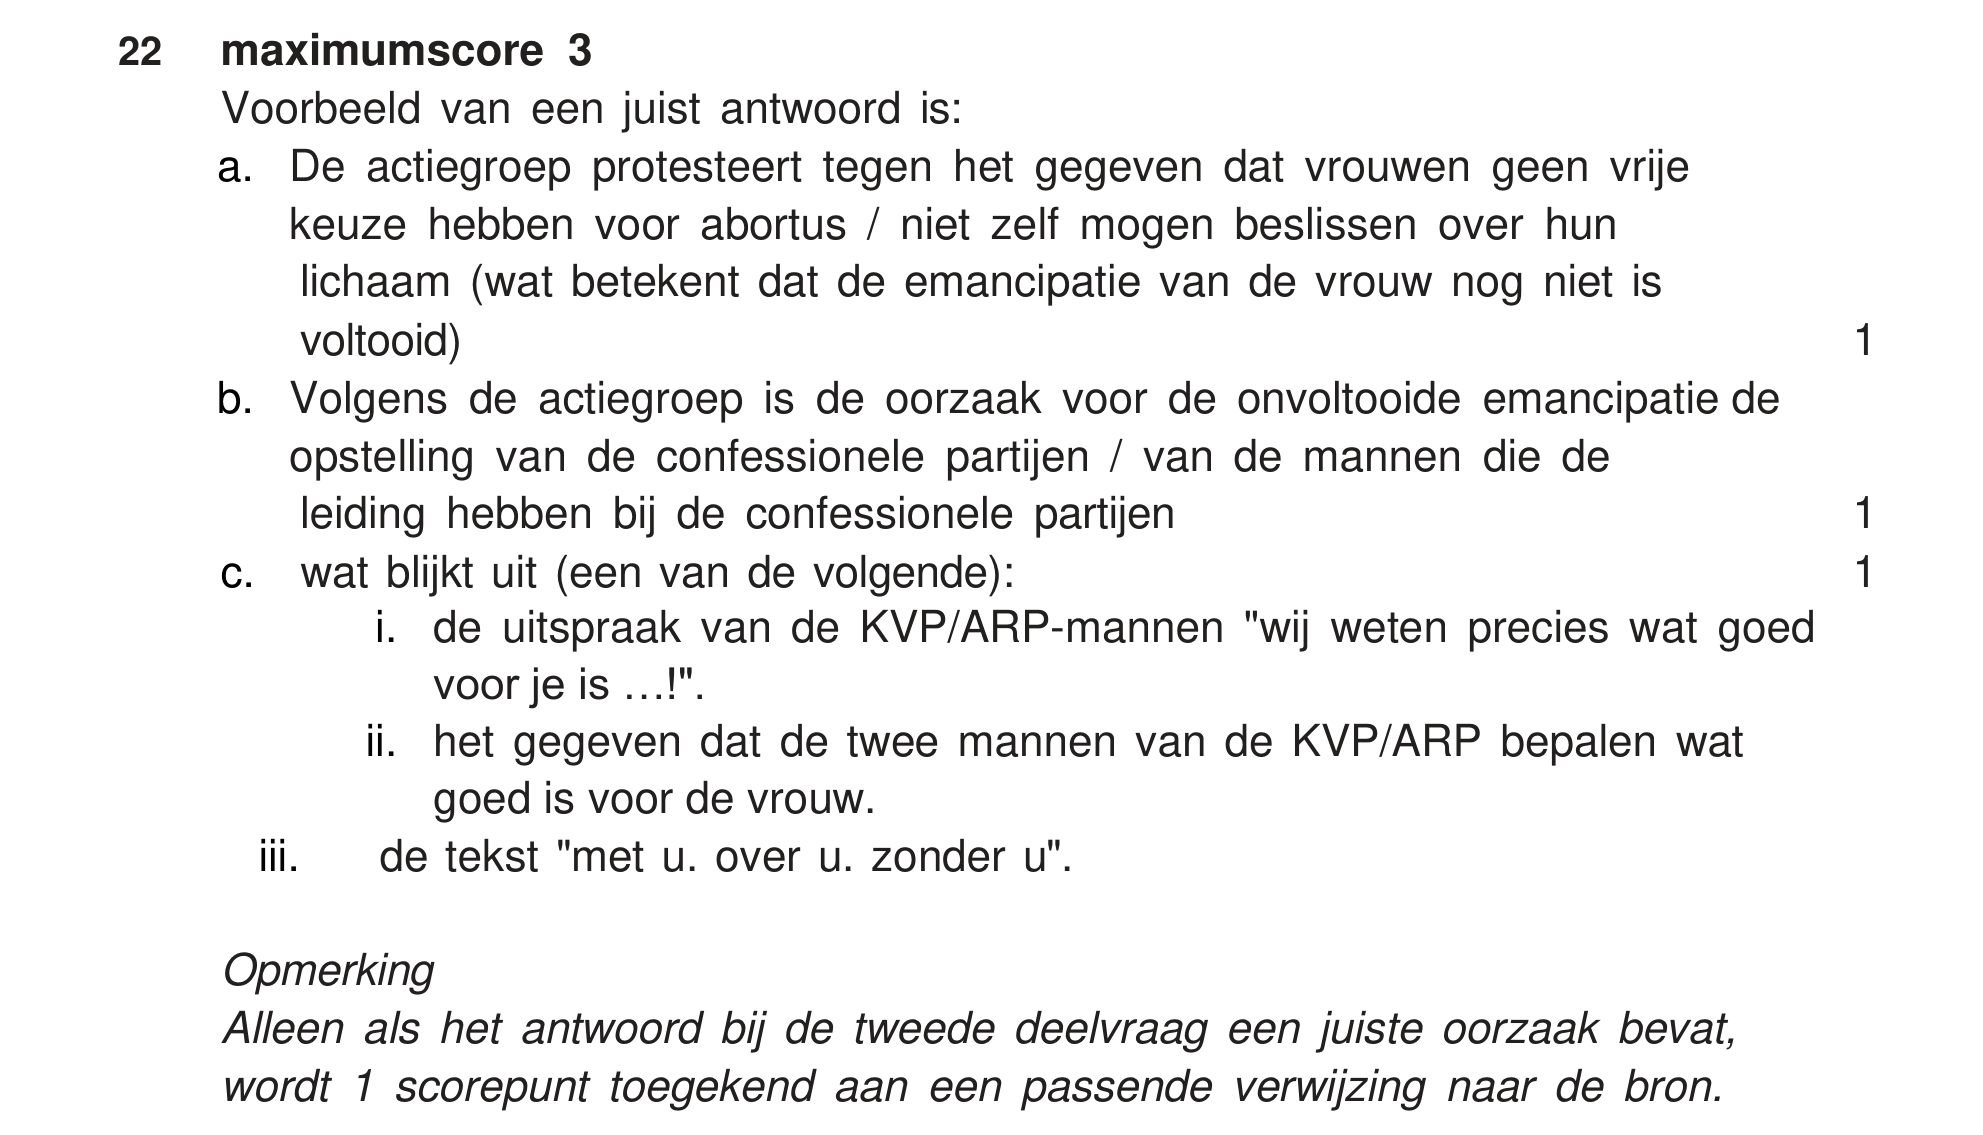 22 maximumscore 3
Voorbeeld van een juist antwoord is:
a. De actiegroep protesteert tegen het gegeven dat vrouwen geen vrije
keuze hebben voor abortus / niet zelf mogen beslissen over hun
lichaam (wat betekent dat de emancipatie van de vrouw nog niet is
voltooid) 1
b. Volgens de actiegroep is de oorzaak voor de onvoltooide emancipatie de
opstelling van de confessionele partijen / van de mannen die de
leiding hebben bij de confessionele partijen 1
c. wat blijkt uit (een van de volgende): 1
i. de uitspraak van de KVP/ARP-mannen "wij weten precies wat goed
voor je is …!".
ii. het gegeven dat de twee mannen van de KVP/ARP bepalen wat
goed is voor de vrouw.
iii. de tekst "met u. over u. zonder u".
Opmerking
Alleen als het antwoord bij de tweede deelvraag een juiste oorzaak bevat,
wordt 1 scorepunt toegekend aan een passende verwijzing naar de bron.